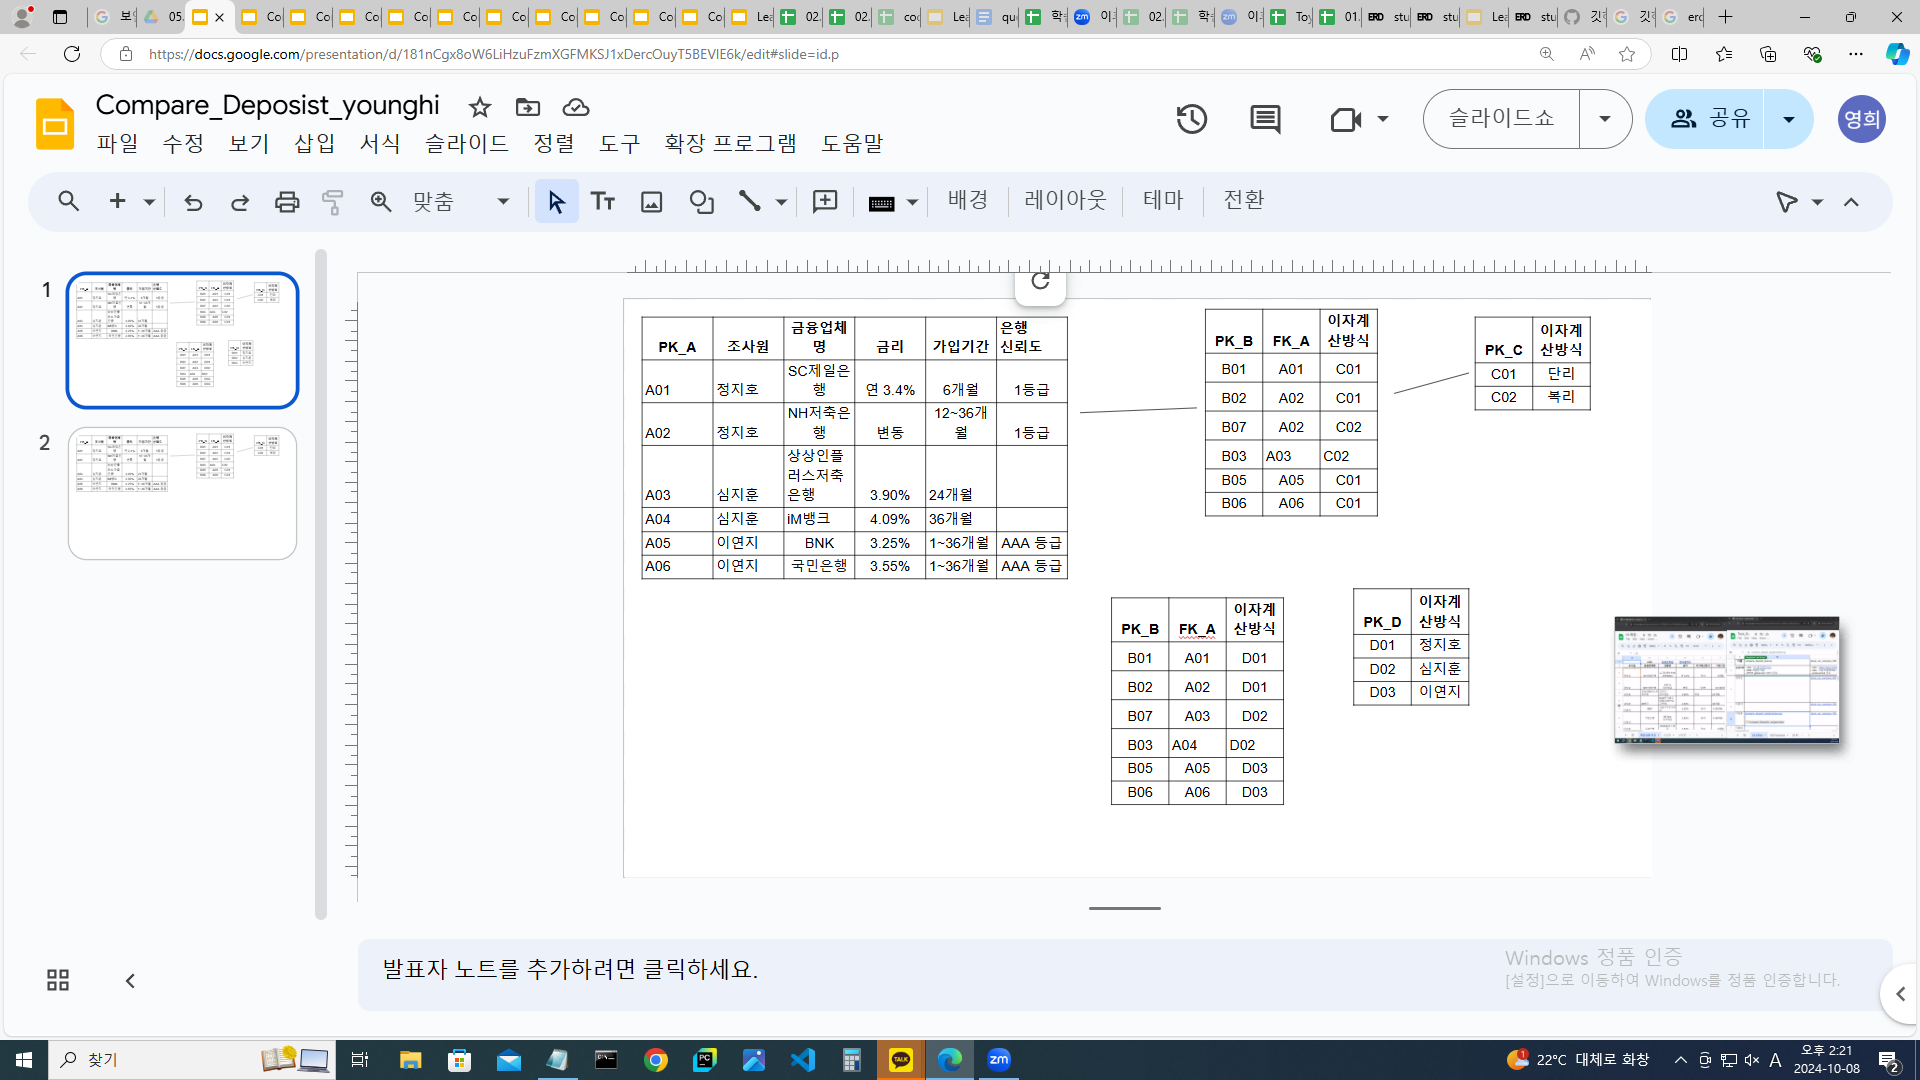 https://docs.google.com/presentation/d/181nCgx8oW6LiHzuFzmXGFMKSJ1xDercOuyT5BEVlE6k/edit#slide=id.p
Compare_Deposist_younghi
파일 수정 보기 삽입 서식 슬라이드 정렬 도구 확장 프로그램 도움말
슬라이드쇼
공유
영희
맞춤
배경 레이아웃 테마 전환
1
2
PK_A 조사원 금융업체명 금리 가입기간 은행 신뢰도
A01 정지호 SC제일은행 연 3.4% 6개월 1등급
A02 정지호 NH저축은행 변동 12~36개월 1등급
A03 심지훈 상상인플러스저축은행 3.90% 24개월
A04 심지훈 iM뱅크 4.09% 36개월
A05 이연지 BNK 3.25% 1~36개월 AAA 등급
A06 이연지 국민은행 3.55% 1~36개월 AAA 등급
PK_B FK_A 이자계산방식
B01 A01 C01
B02 A02 C01
B07 A02 C02
B03 A03 C02
B05 A05 C01
B06 A06 C01
PK_C 이자계산방식
C01 단리
C02 복리
PK_B FK_A 이자계산방식
B01 A01 D01
B02 A02 D01
B07 A03 D02
B03 A04 D02
B05 A05 D03
B06 A06 D03
PK_D 이자계산방식
D01 정지호
D02 심지훈
D03 이연지
발표자 노트를 추가하려면 클릭하세요.
Windows 정품 인증
[설정]으로 이동하여 Windows를 정품 인증합니다.
찾기
22°C 대체로 화창
A
오후 2:21
2024-10-08
2